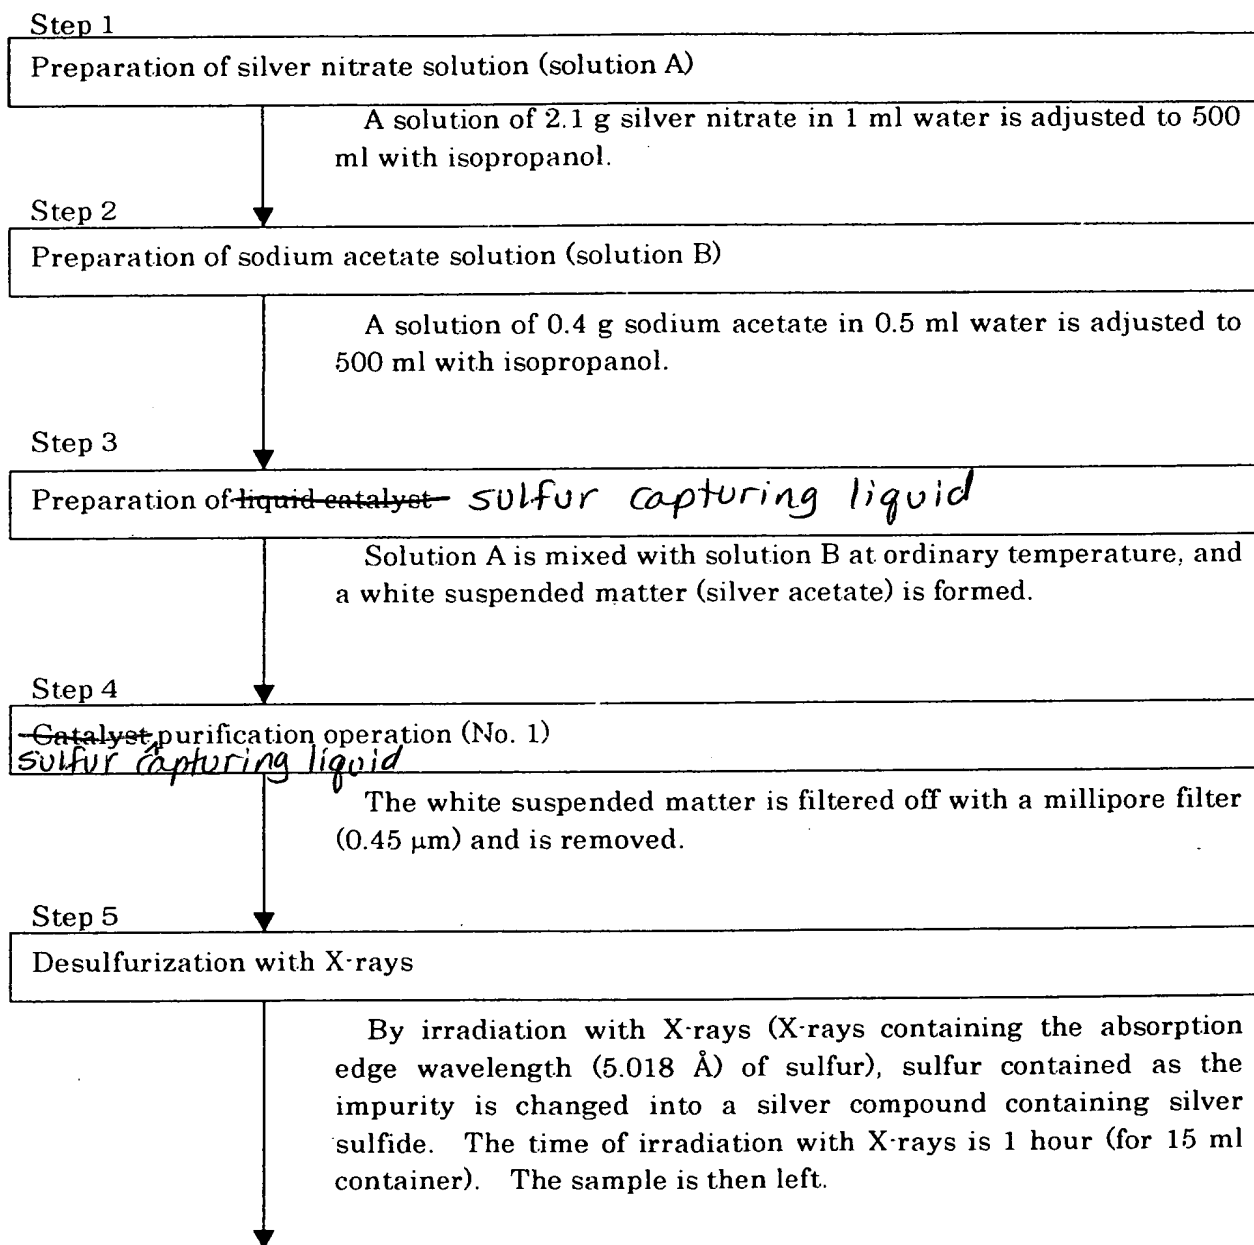 Step 1
Preparation of silver nitrate solution (solution A)
A solution of 2.1 g silver nitrate in 1 ml water is adjusted to 500
ml with isopropanol.
Step 2
Preparation of sodium acetate solution (solution B)
A solution of 0.4 g sodium acetate in 0.5 ml water is adjusted to
500 ml with isopropanol.
Step 3
Preparation of liquid catalyst sulfur capturing liquid
Solution A is mixed with solution B at ordinary temperature, and
a white suspended matter (silver acetate) is formed.
Step 4
Catalyst purification operation (No. 1)
sulfur capturing liquid
The white suspended matter is filtered off with a millipore filter
(0.45 µm) and is removed.
Step 5
Desulfurization with X-rays
By irradiation with X-rays (X-rays containing the absorption
edge wavelength (5.018 Å) of sulfur), sulfur contained as the
impurity is changed into a silver compound containing silver
sulfide. The time of irradiation with X-rays is 1 hour (for 15 ml
container). The sample is then left.